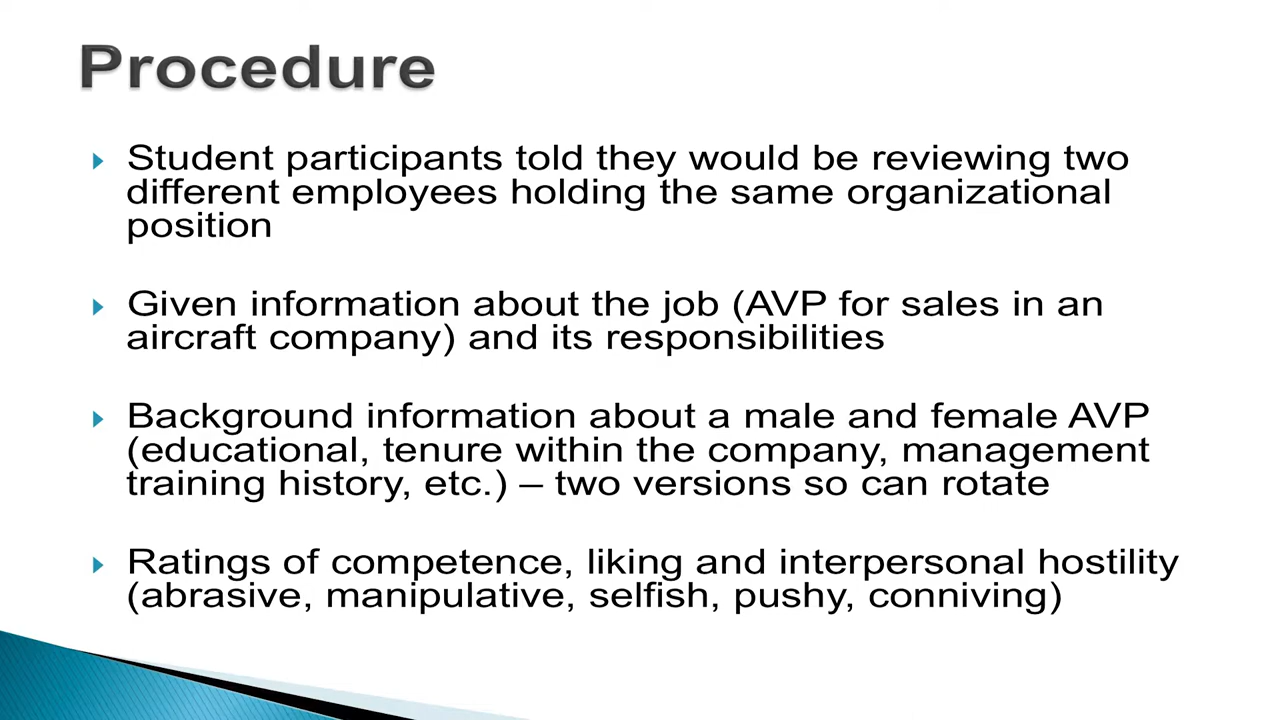 Procedure
Student participants told they would be reviewing two
different employees holding the same organizational
position
Given information about the job (AVP for sales in an
aircraft company) and its responsibilities
Background information about a male and female AVP
(educational, tenure within the company, management
training history, etc.) – two versions so can rotate
Ratings of competence, liking and interpersonal hostility
(abrasive, manipulative, selfish, pushy, conniving)